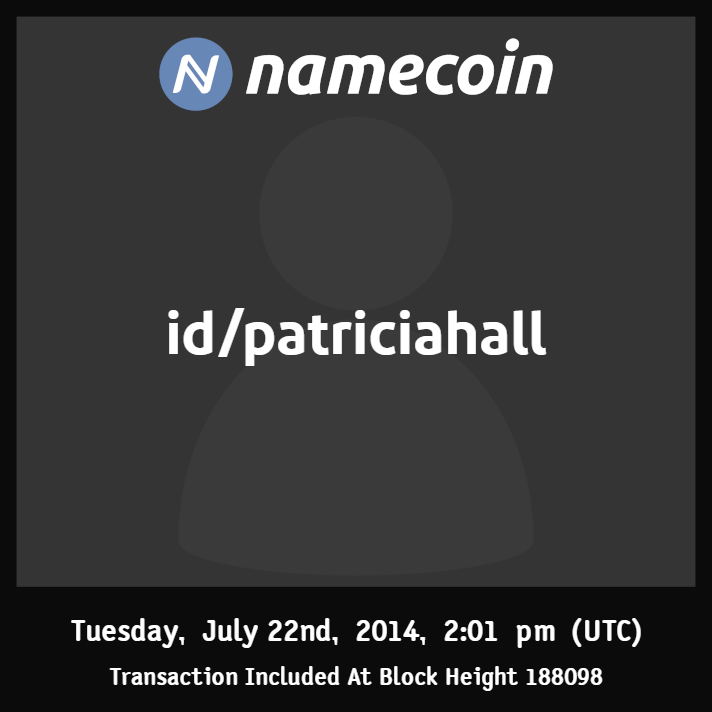 namecoin
id/patriciahall
Tuesday, July 22nd, 2014, 2:01 pm (UTC)
Transaction Included At Block Height 188098